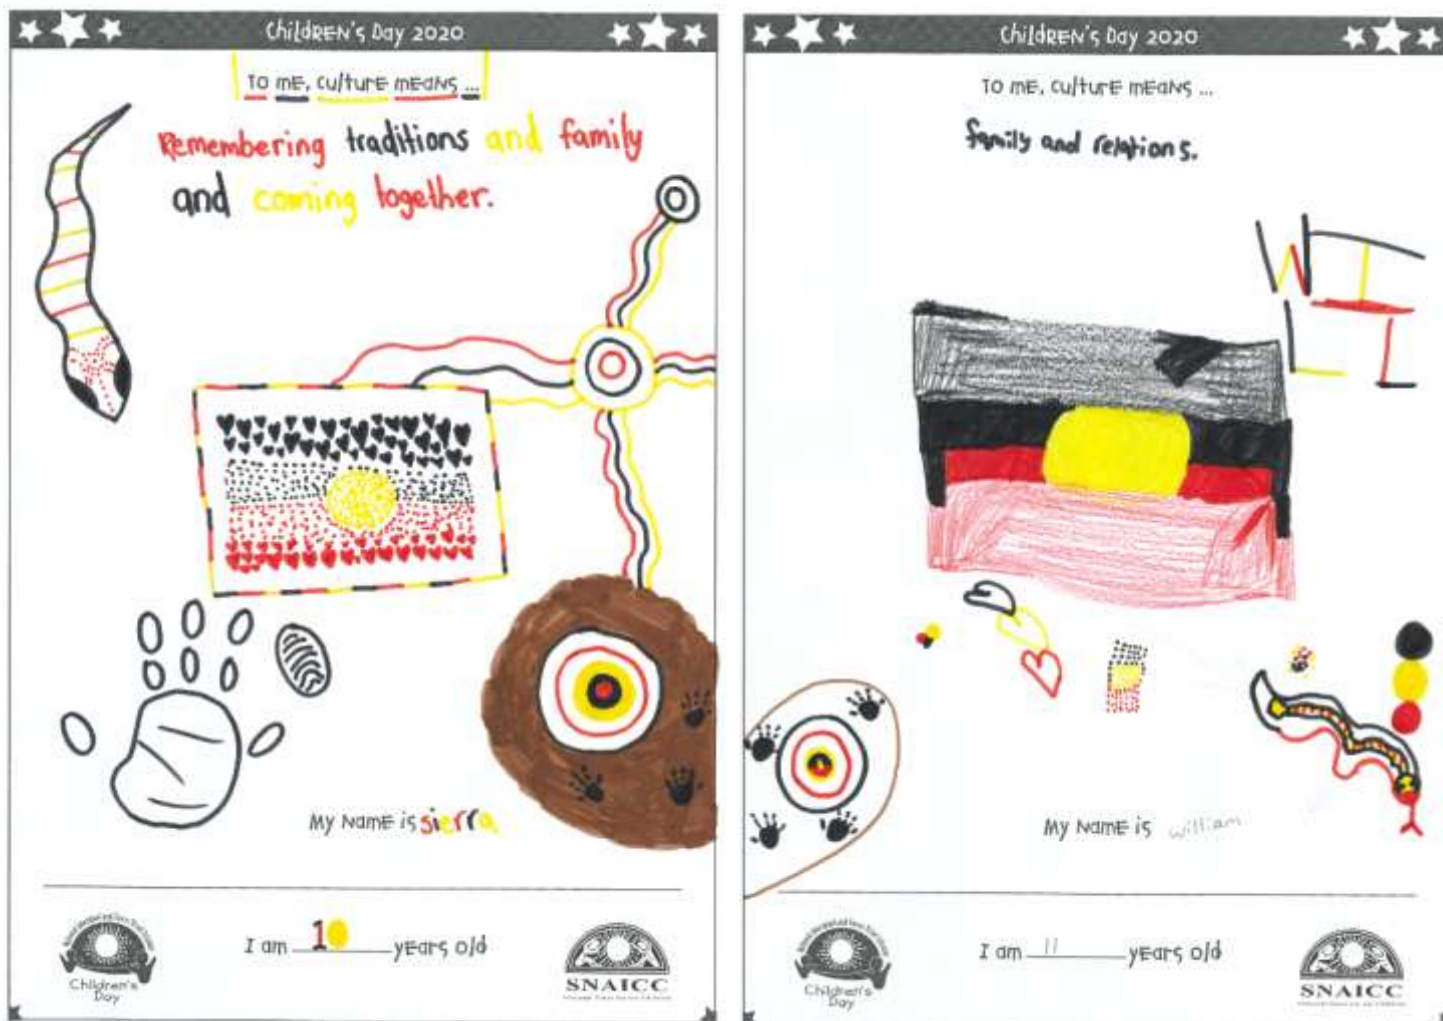 ChildREN's Day 2020
TO ME, CULTURE MEANS ...
Remembering traditions and family
and coming together.
MY NAME is sierra
I am 10 years old
Children's
Day
SNAICC
ChildREN's Day 2020
TO ME, CULTURE MEANS ...
family and relations.
WILL
MY NAME is william
I am 11 years old
Children's
Day
SNAICC